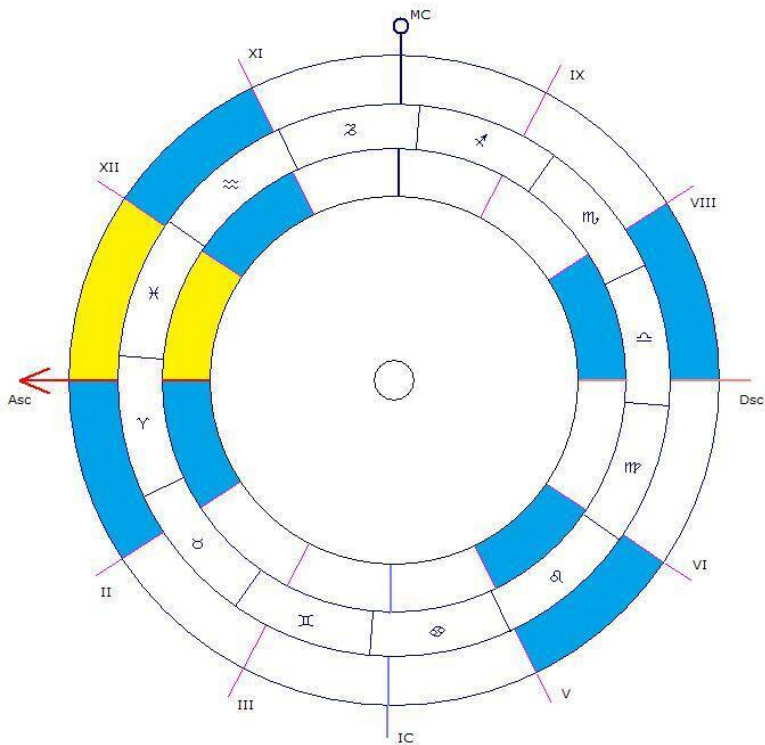 MC
XI
IX
♑
♐
XII
♒
♏
VIII
♓
♎
Asc
Dsc
♈
♍
♉
♌
VI
II
♊
♋
III
V
IC